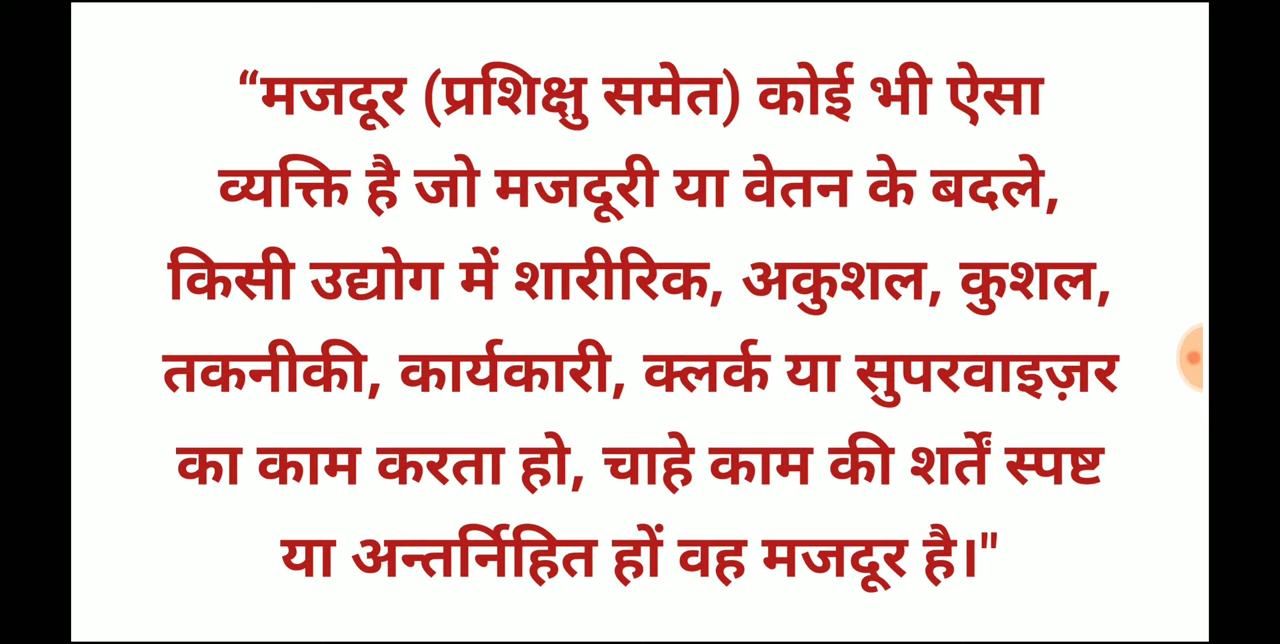 “मजदूर (प्रशिक्षु समेत) कोई भी ऐसा
व्यक्ति है जो मजदूरी या वेतन के बदले,
किसी उद्योग में शारीरिक, अकुशल, कुशल,
तकनीकी, कार्यकारी, क्लर्क या सुपरवाइज़र
का काम करता हो, चाहे काम की शर्तें स्पष्ट
या अन्तर्निहित हों वह मजदूर है।"